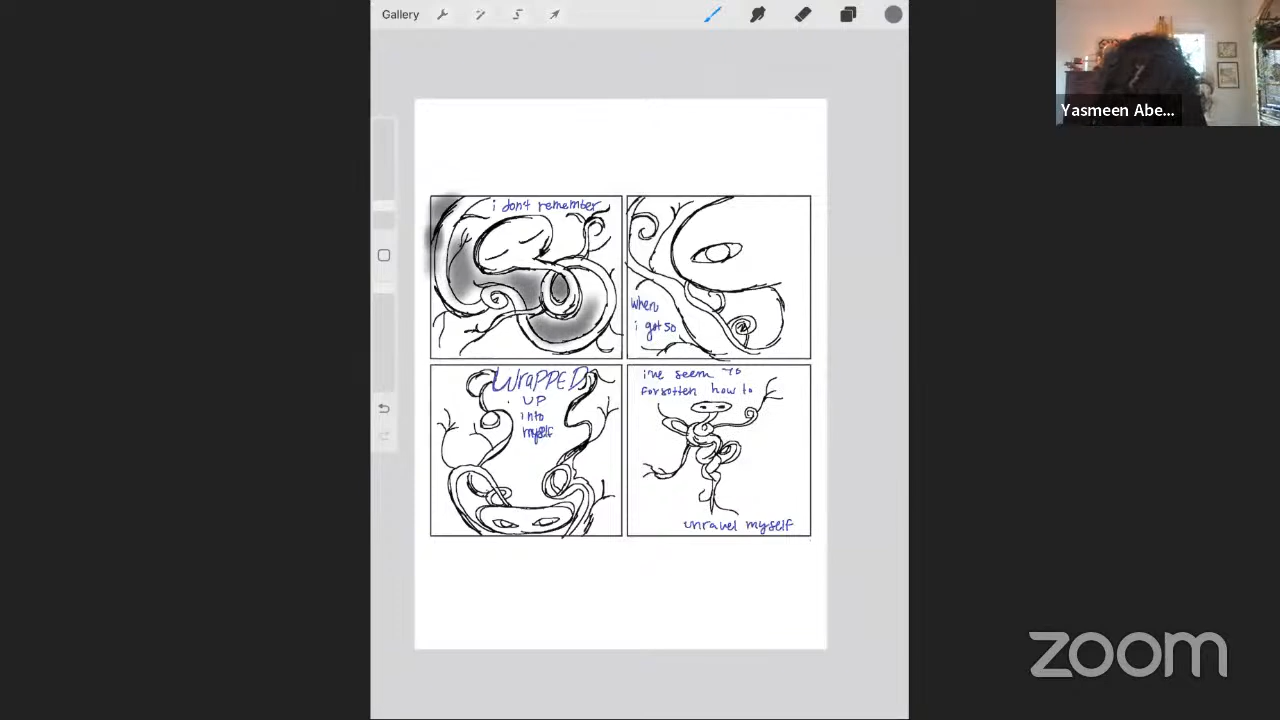 Gallery
Yasmeen Abe...
i don't remember
when
i got so
WraPPED
UP
into
myself
i've seem to
forgotten how to
unravel myself
zoom